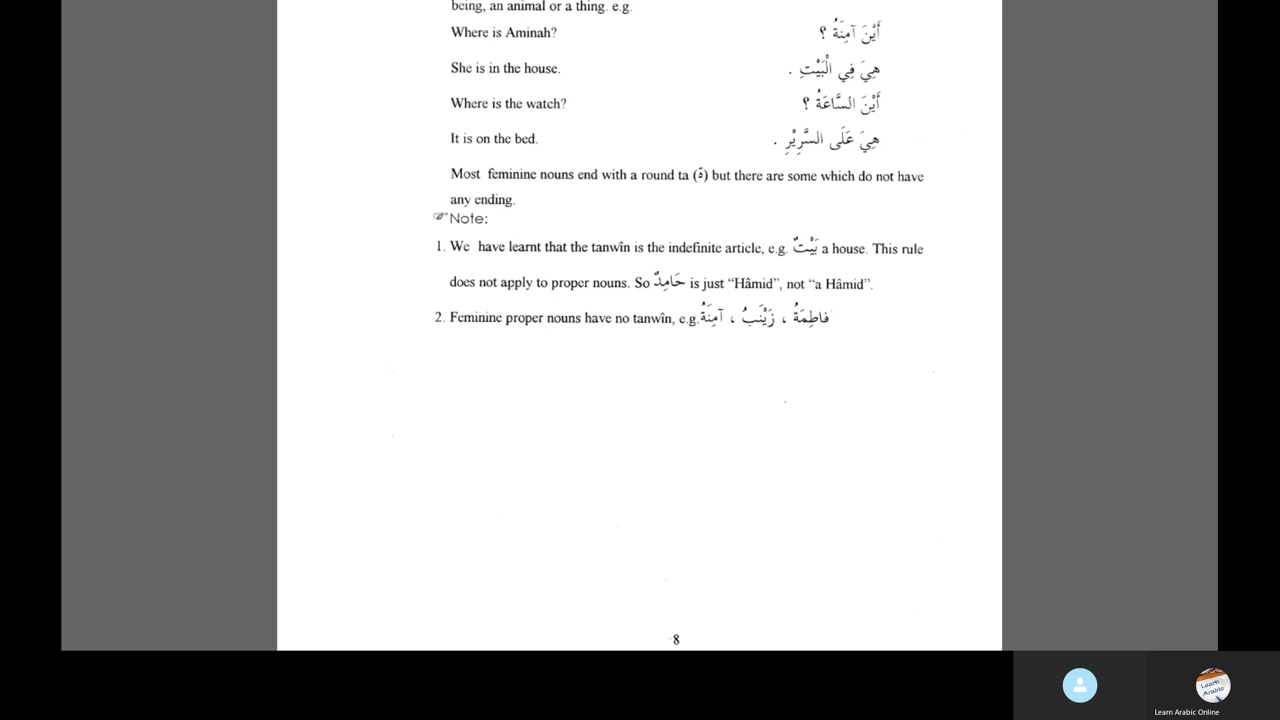 being, an animal or a thing. e.g.
Where is Aminah? أَيْنَ آمِنَةُ ؟
She is in the house. هِيَ فِي الْبَيْتِ .
Where is the watch? أَيْنَ السَّاعَةُ ؟
It is on the bed. هِيَ عَلَى السَّرِيْرِ .
Most feminine nouns end with a round ta (ة) but there are some which do not have
any ending.
☞Note:
1. We have learnt that the tanwîn is the indefinite article, e.g. بَيْتٌ a house. This rule
does not apply to proper nouns. So حَامِدٌ is just “Hâmid”, not “a Hâmid”.
2. Feminine proper nouns have no tanwîn, e.g. فاطِمَةُ ، زَيْنَبُ ، آمِنَةُ
8
Learn Arabic
Learn Arabic Online